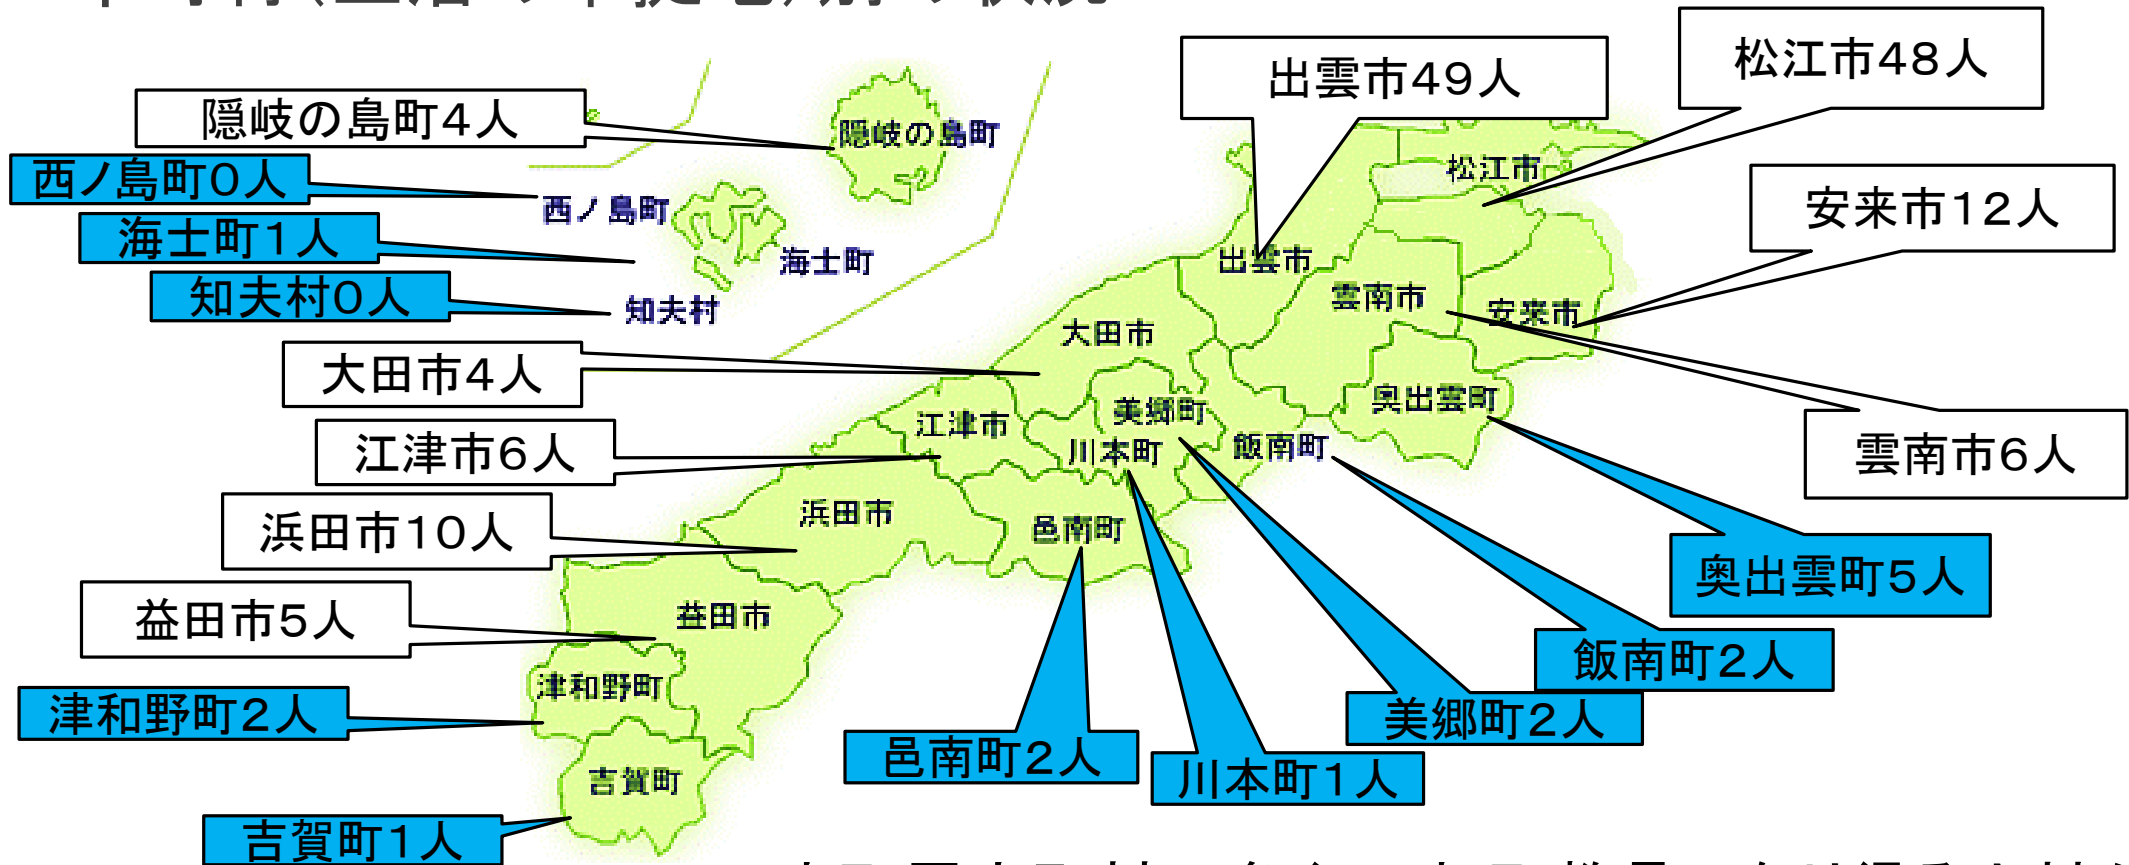 出雲市49人
松江市48人
隠岐の島町4人
隠岐の島町
西ノ島町0人
松江市
西ノ島町
安来市12人
海士町1人
海士町
出雲市
知夫村0人
知夫村
雲南市
安来市
大田市
大田市4人
奥出雲町
美郷町
江津市
川本町
飯南町
江津市6人
雲南市6人
浜田市
浜田市10人
邑南町
奥出雲町5人
益田市
益田市5人
飯南町2人
津和野町
津和野町2人
美郷町2人
邑南町2人
川本町1人
吉賀町
吉賀町1人